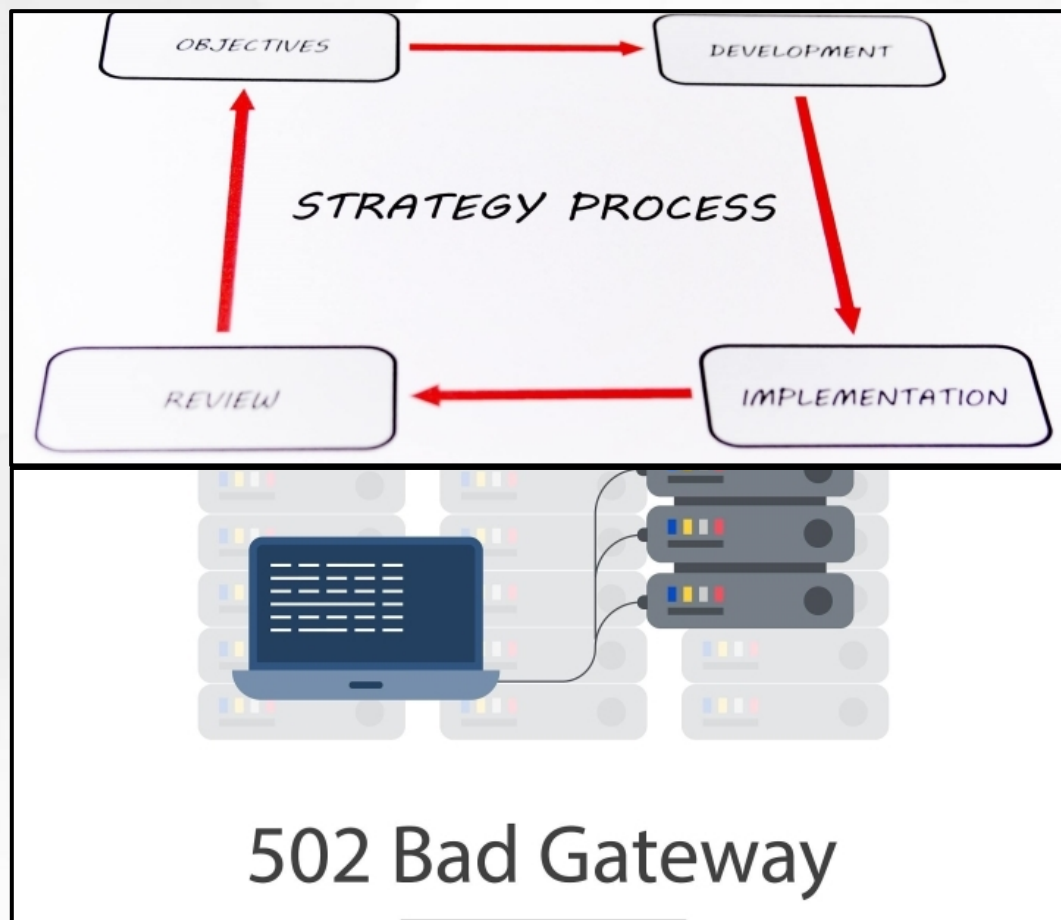 OBJECTIVES
DEVELOPMENT
STRATEGY PROCESS
REVIEW
IMPLEMENTATION
502 Bad Gateway